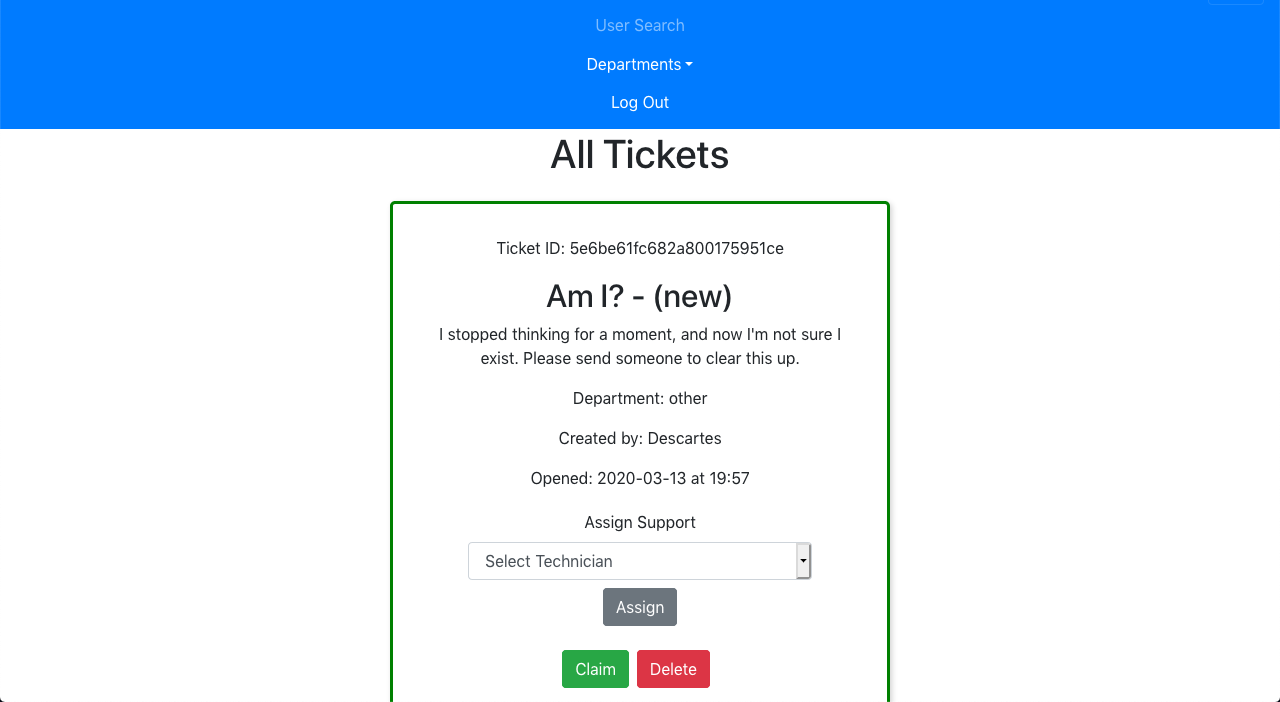 User Search
Departments
Log Out
All Tickets
Ticket ID: 5e6be61fc682a800175951ce
Am I? - (new)
I stopped thinking for a moment, and now I'm not sure I
exist. Please send someone to clear this up.
Department: other
Created by: Descartes
Opened: 2020-03-13 at 19:57
Assign Support
Select Technician
Assign
Claim Delete